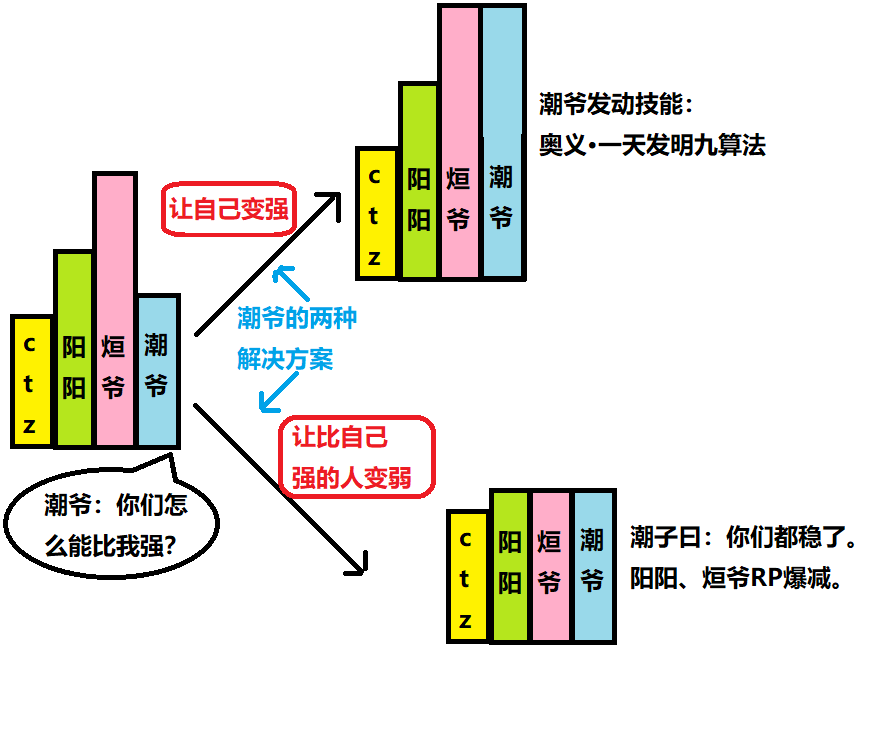 潮爷发动技能：
奥义·一天发明九算法
ctz
阳阳
烜爷
潮爷
让自己变强
潮爷的两种
解决方案
ctz
阳阳
烜爷
潮爷
让比自己
强的人变弱
潮爷：你们怎
么能比我强？
ctz
阳阳
烜爷
潮爷
潮子曰：你们都稳了。
阳阳、烜爷RP爆减。